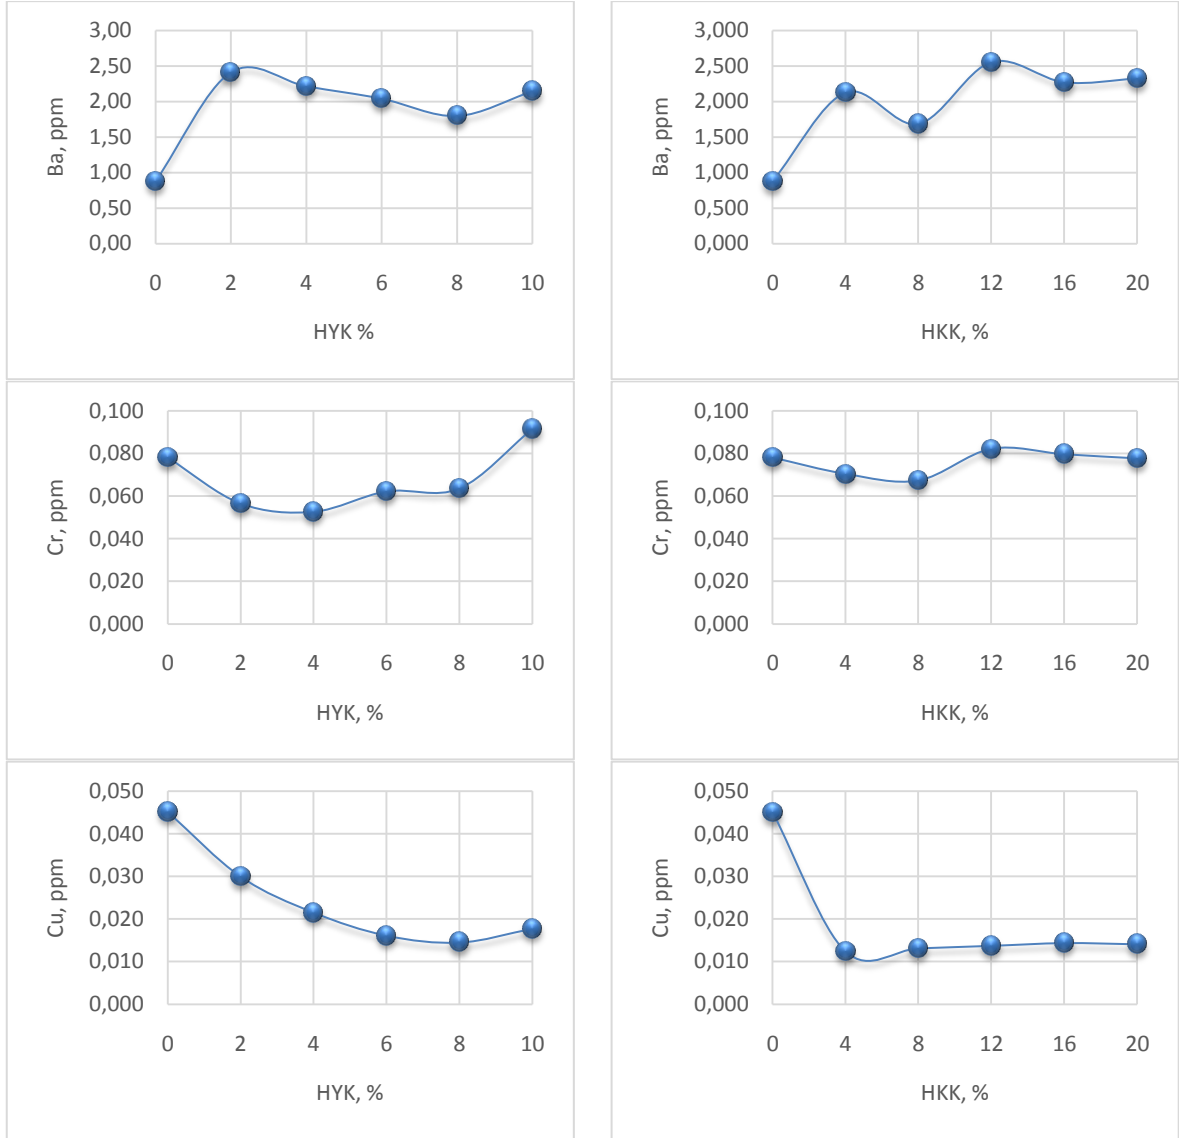 Ba, ppm
3,00
2,50
2,00
1,50
1,00
0,50
0,00
0 2 4 6 8 10
HYK %
Ba, ppm
3,000
2,500
2,000
1,500
1,000
0,500
0,000
0 4 8 12 16 20
HKK, %
Cr, ppm
0,100
0,080
0,060
0,040
0,020
0,000
0 2 4 6 8 10
HYK, %
Cr, ppm
0,100
0,080
0,060
0,040
0,020
0,000
0 4 8 12 16 20
HKK, %
Cu, ppm
0,050
0,040
0,030
0,020
0,010
0,000
0 2 4 6 8 10
HYK, %
Cu, ppm
0,050
0,040
0,030
0,020
0,010
0,000
0 4 8 12 16 20
HKK, %